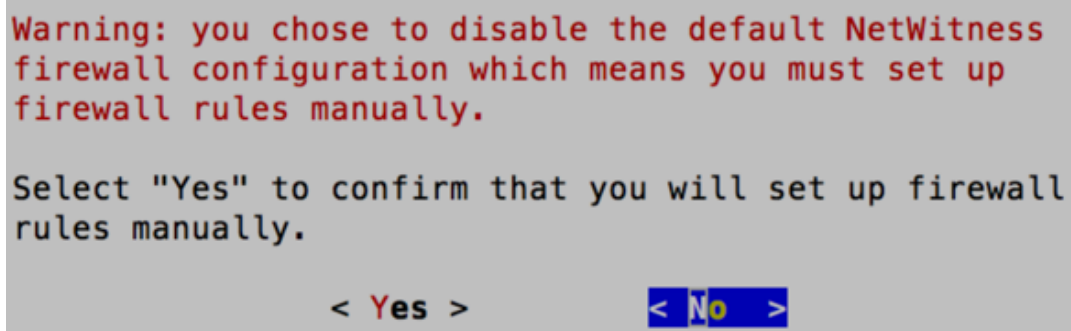 Warning: you chose to disable the default NetWitness
firewall configuration which means you must set up
firewall rules manually.
Select "Yes" to confirm that you will set up firewall
rules manually.
< Yes > < No >